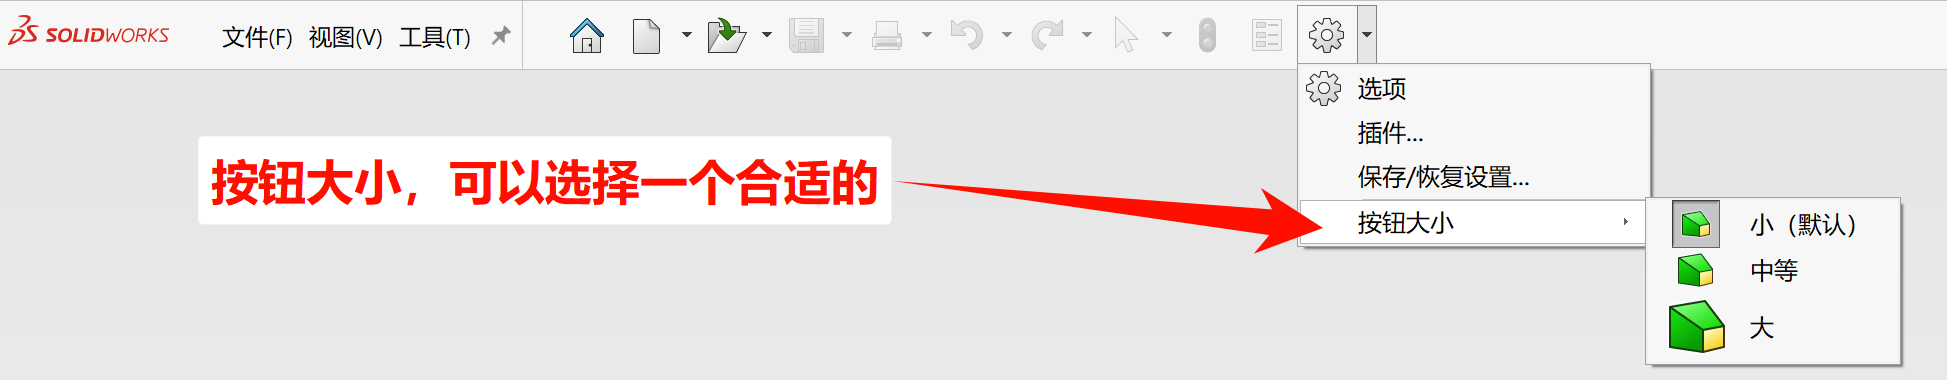 SOLIDWORKS 文件(F) 视图(V) 工具(T)
选项
插件...
按钮大小，可以选择一个合适的
保存/恢复设置...
按钮大小
小（默认）
中等
大